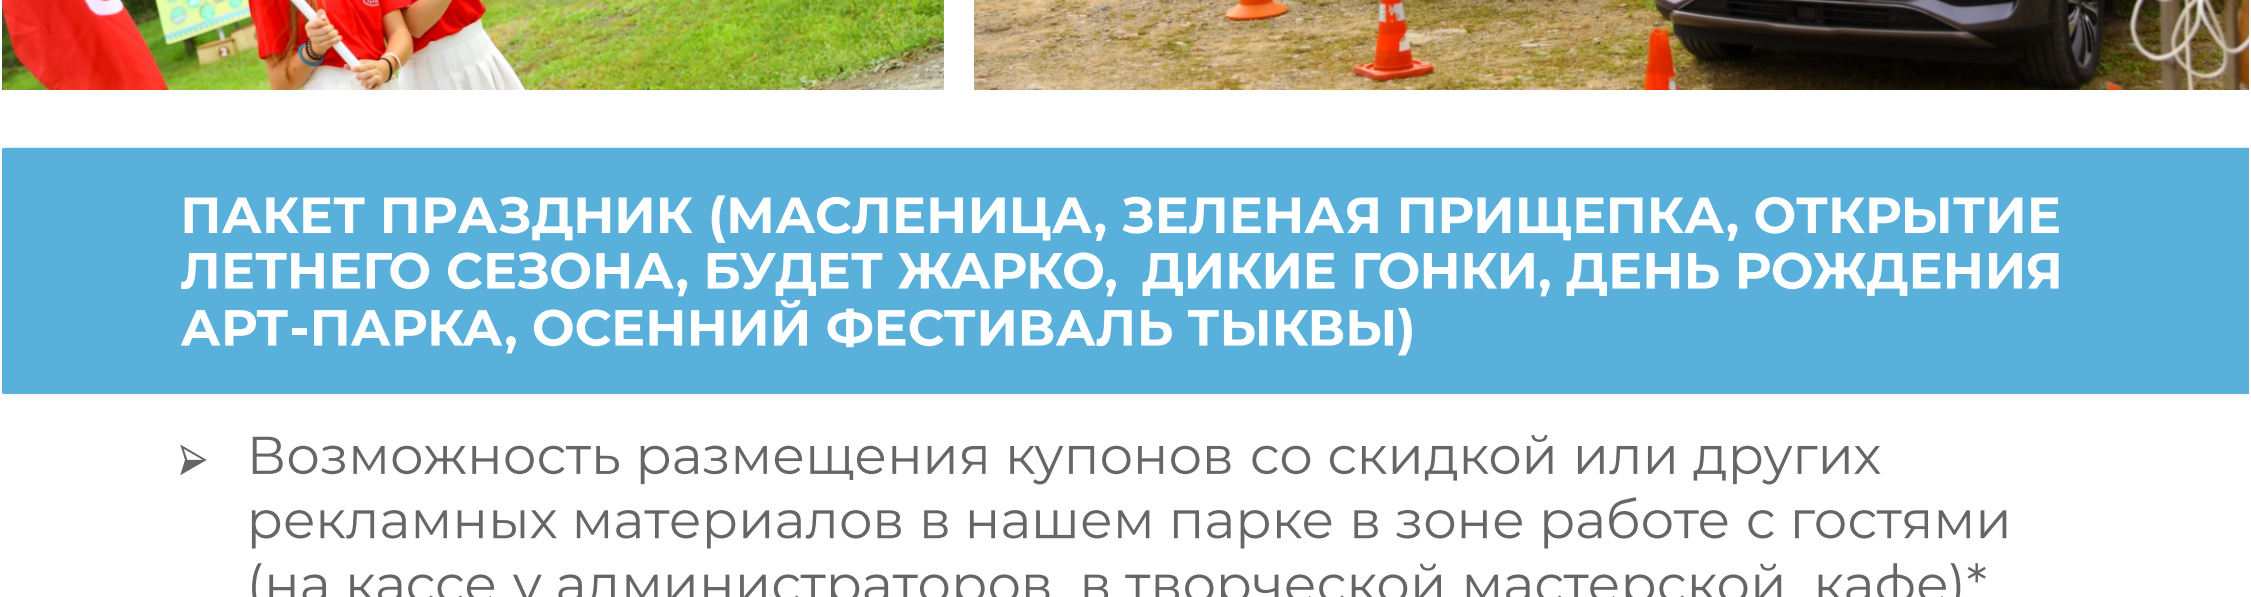 ПАКЕТ ПРАЗДНИК (МАСЛЕНИЦА, ЗЕЛЕНАЯ ПРИЩЕПКА, ОТКРЫТИЕ
ЛЕТНЕГО СЕЗОНА, БУДЕТ ЖАРКО, ДИКИЕ ГОНКИ, ДЕНЬ РОЖДЕНИЯ
АРТ-ПАРКА, ОСЕННИЙ ФЕСТИВАЛЬ ТЫКВЫ)
Возможность размещения купонов со скидкой или других
рекламных материалов в нашем парке в зоне работе с гостями
(на кассе у администраторов, в творческой мастерской, кафе)*